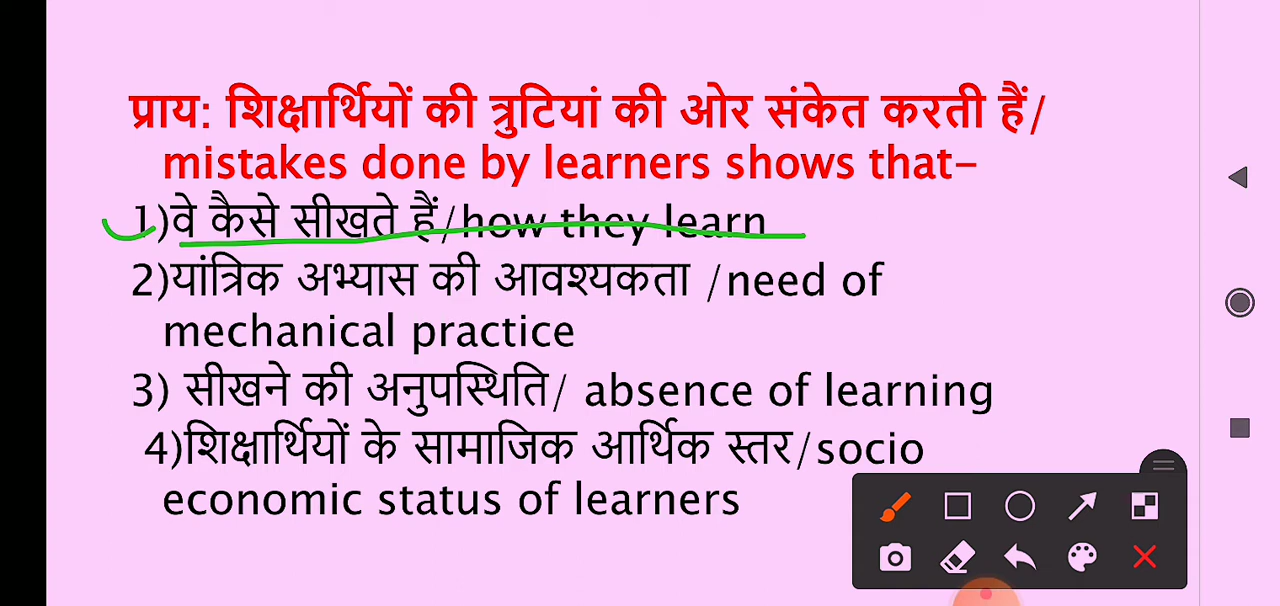 प्राय: शिक्षार्थियों की त्रुटियां की ओर संकेत करती हैं/
mistakes done by learners shows that-
1)वे कैसे सीखते हैं/how they learn
2)यांत्रिक अभ्यास की आवश्यकता /need of
mechanical practice
3) सीखने की अनुपस्थिति/ absence of learning
4)शिक्षार्थियों के सामाजिक आर्थिक स्तर/socio
economic status of learners